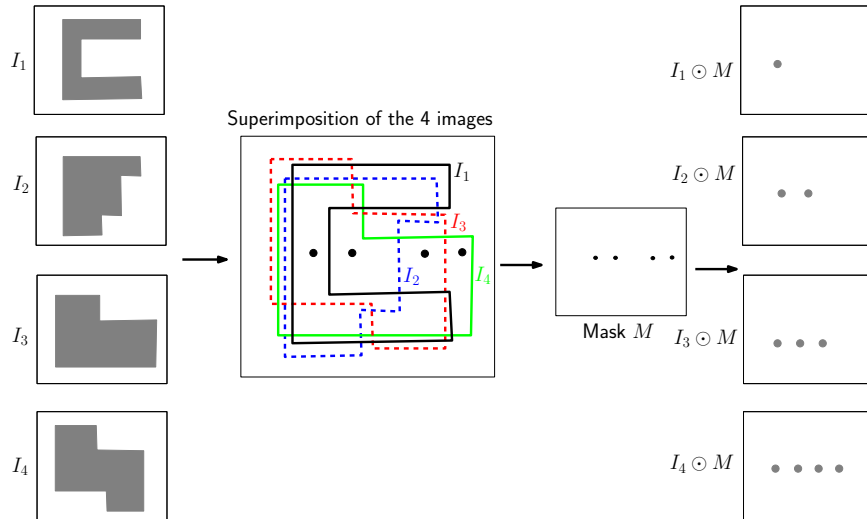 I₁
I₂
I₃
I₄
Superimposition of the 4 images
I₁
I₃
I₂
I₄
Mask M
I₁ ⊙ M
I₂ ⊙ M
I₃ ⊙ M
I₄ ⊙ M